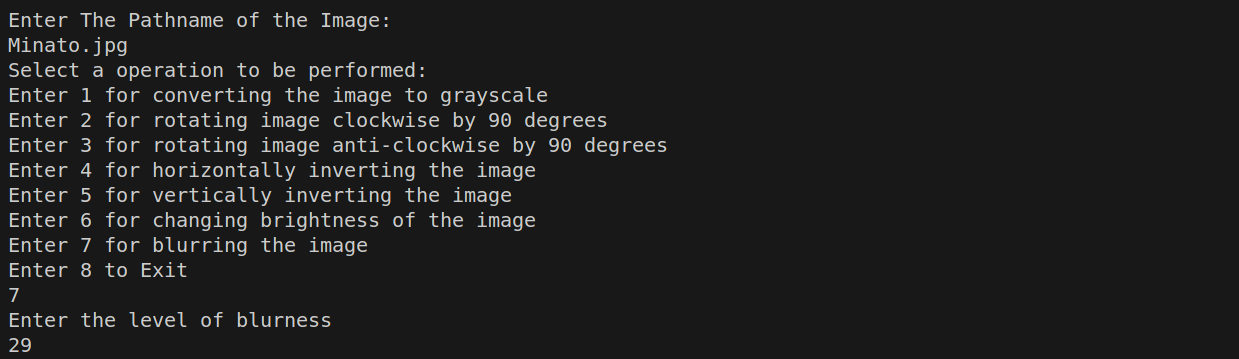 Enter The Pathname of the Image:
Minato.jpg
Select a operation to be performed:
Enter 1 for converting the image to grayscale
Enter 2 for rotating image clockwise by 90 degrees
Enter 3 for rotating image anti-clockwise by 90 degrees
Enter 4 for horizontally inverting the image
Enter 5 for vertically inverting the image
Enter 6 for changing brightness of the image
Enter 7 for blurring the image
Enter 8 to Exit
7
Enter the level of blurness
29